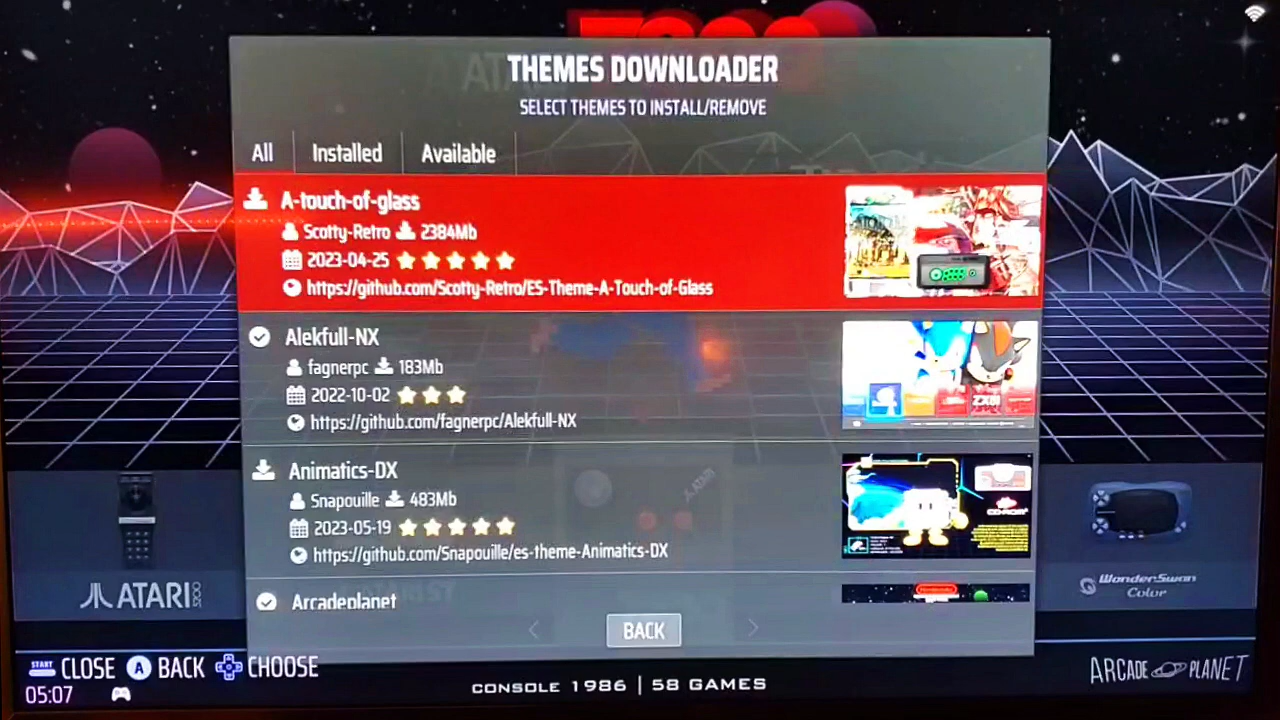 THEMES DOWNLOADER
SELECT THEMES TO INSTALL/REMOVE
All Installed Available
A-touch-of-glass
Scotty-Retro 2384Mb
2023-04-25
https://github.com/Scotty-Retro/ES-Theme-A-Touch-of-Glass
Alekfull-NX
fagnerpc 183Mb
2022-10-02
https://github.com/fagnerpc/Alekfull-NX
Animatics-DX
Snapouille 483Mb
2023-05-19
https://github.com/Snapouille/es-theme-Animatics-DX
Arcadeplanet
BACK
ATARI 5200
WonderSwan
Color
START CLOSE A BACK CHOOSE
05:07
CONSOLE 1986 | 58 GAMES
ARCADE PLANET